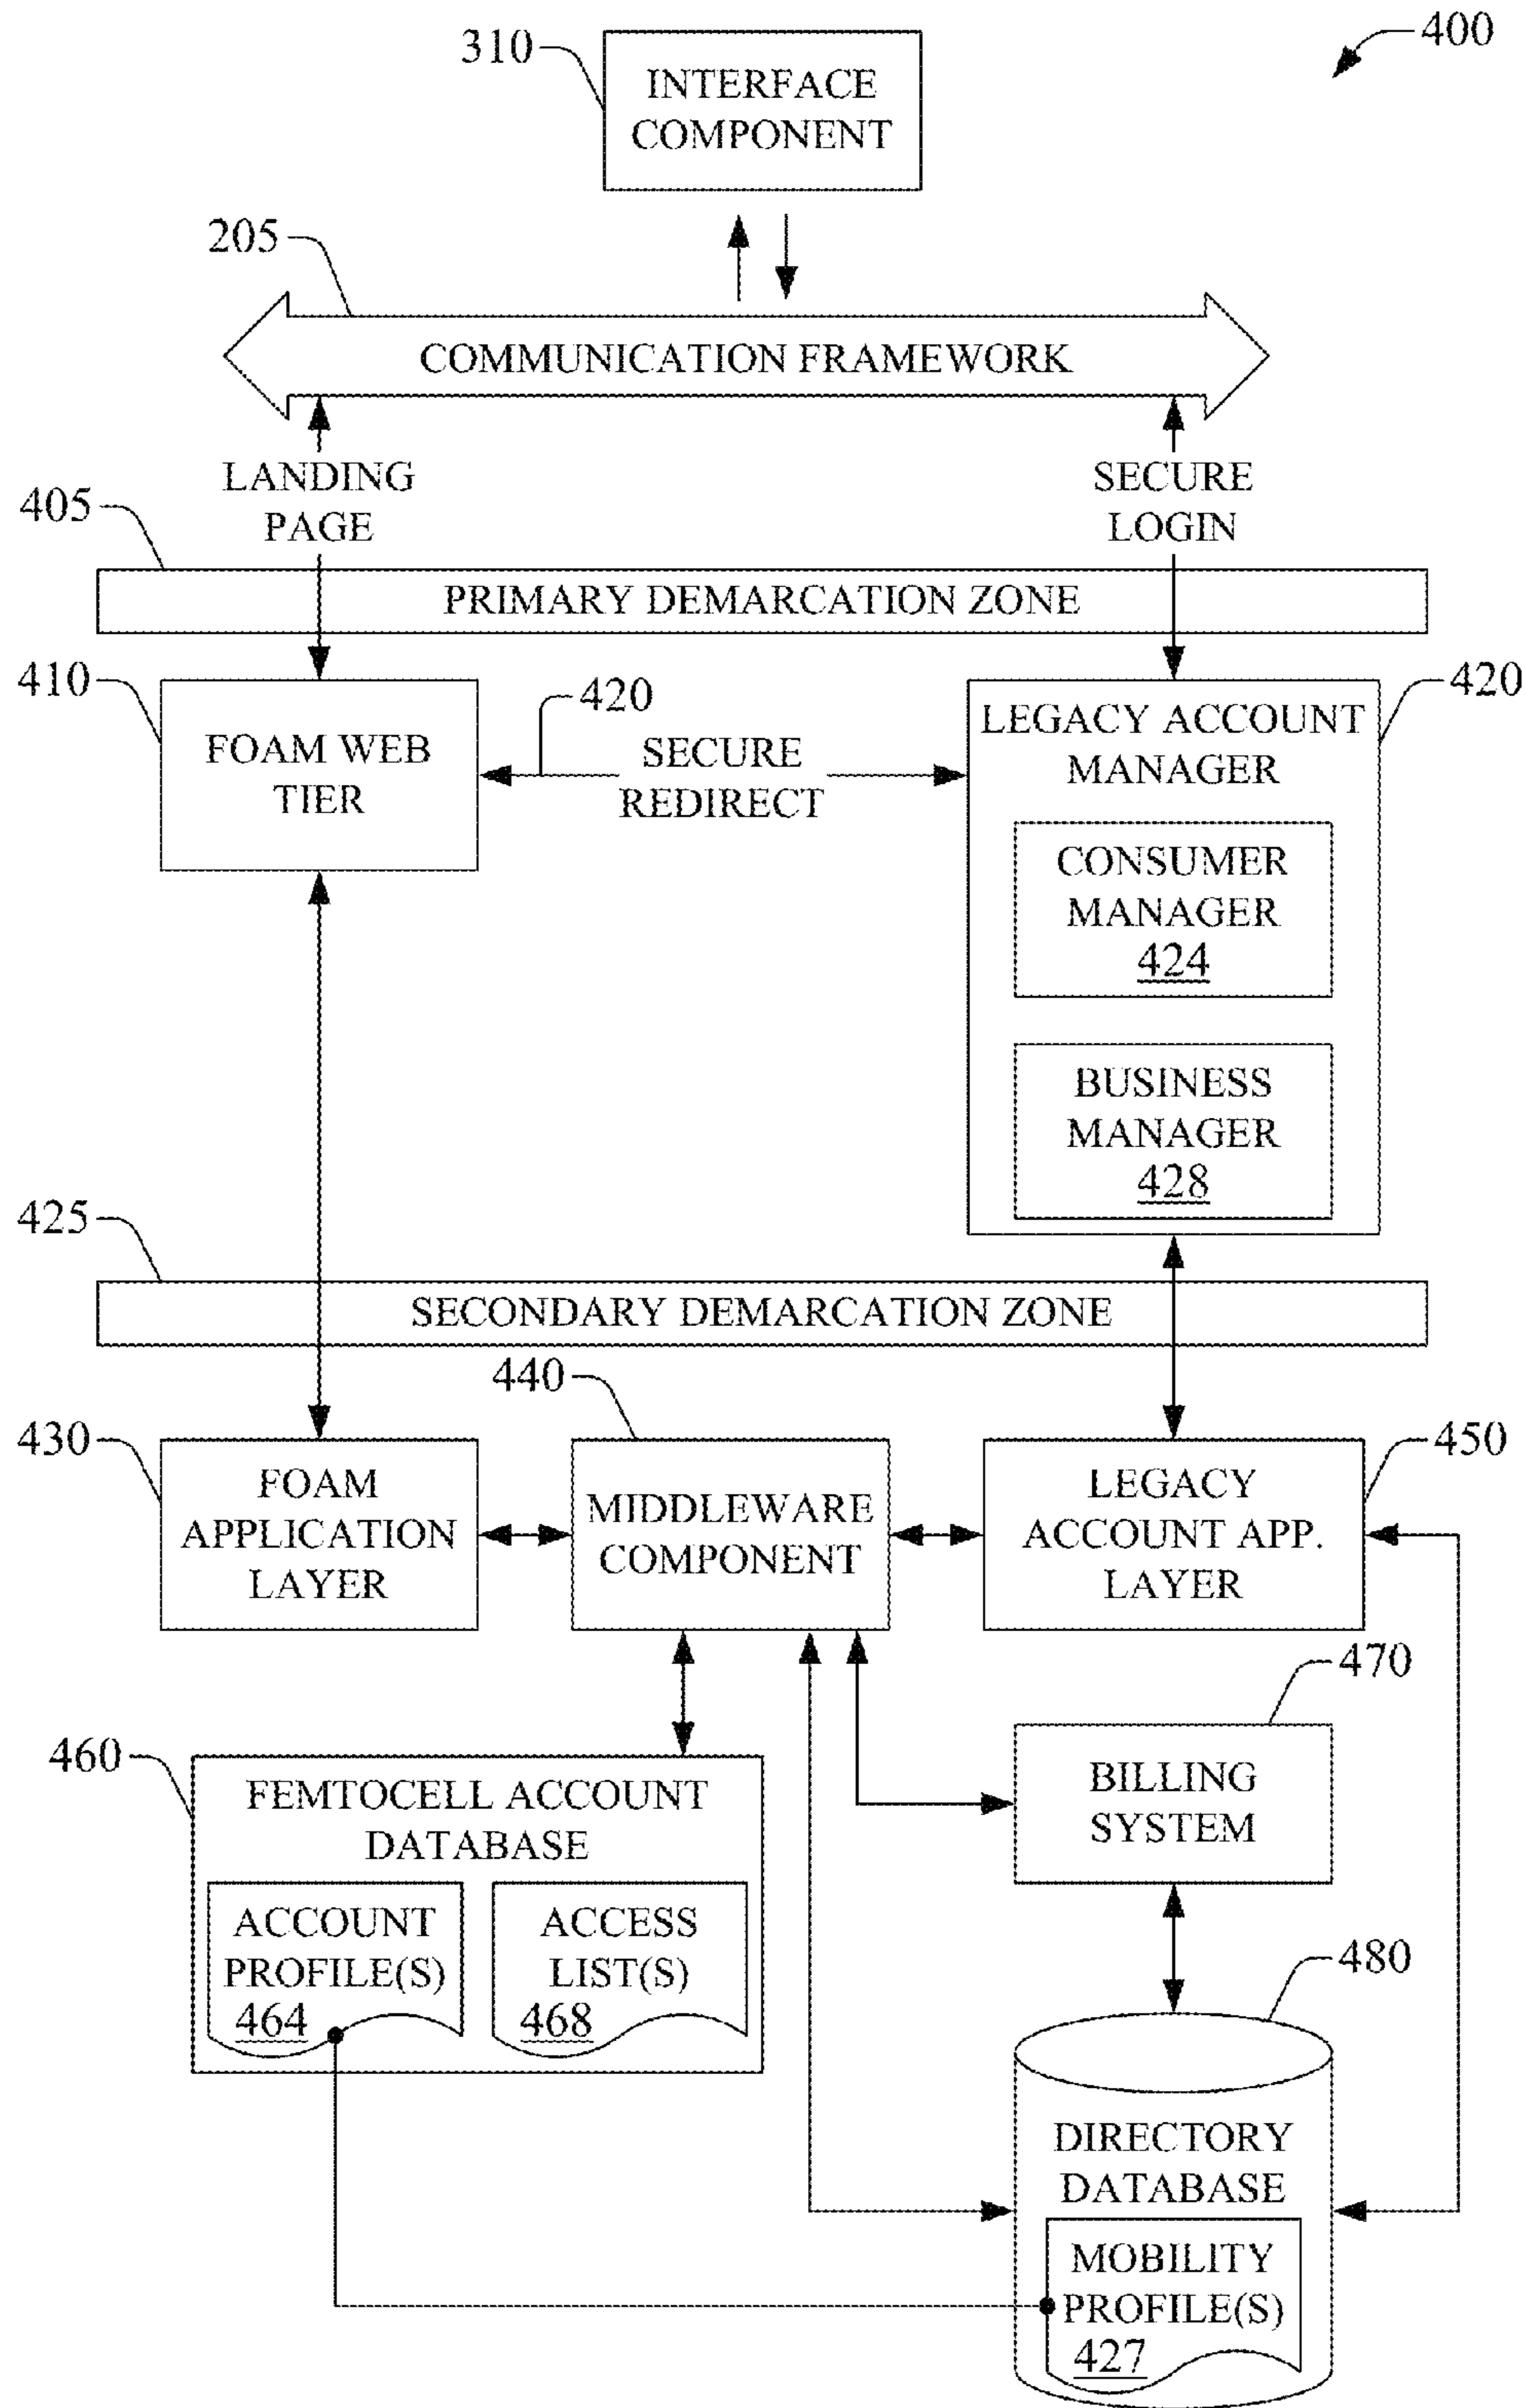 400
310
INTERFACE
COMPONENT
205
COMMUNICATION FRAMEWORK
LANDING
PAGE
SECURE
LOGIN
405
PRIMARY DEMARCATION ZONE
410
FOAM WEB
TIER
420
SECURE
REDIRECT
420
LEGACY ACCOUNT
MANAGER
CONSUMER
MANAGER
424
BUSINESS
MANAGER
428
425
SECONDARY DEMARCATION ZONE
430
FOAM
APPLICATION
LAYER
440
MIDDLEWARE
COMPONENT
450
LEGACY
ACCOUNT APP.
LAYER
460
FEMTOCELL ACCOUNT
DATABASE
ACCOUNT
PROFILE(S)
464
ACCESS
LIST(S)
468
470
BILLING
SYSTEM
480
DIRECTORY
DATABASE
MOBILITY
PROFILE(S)
427